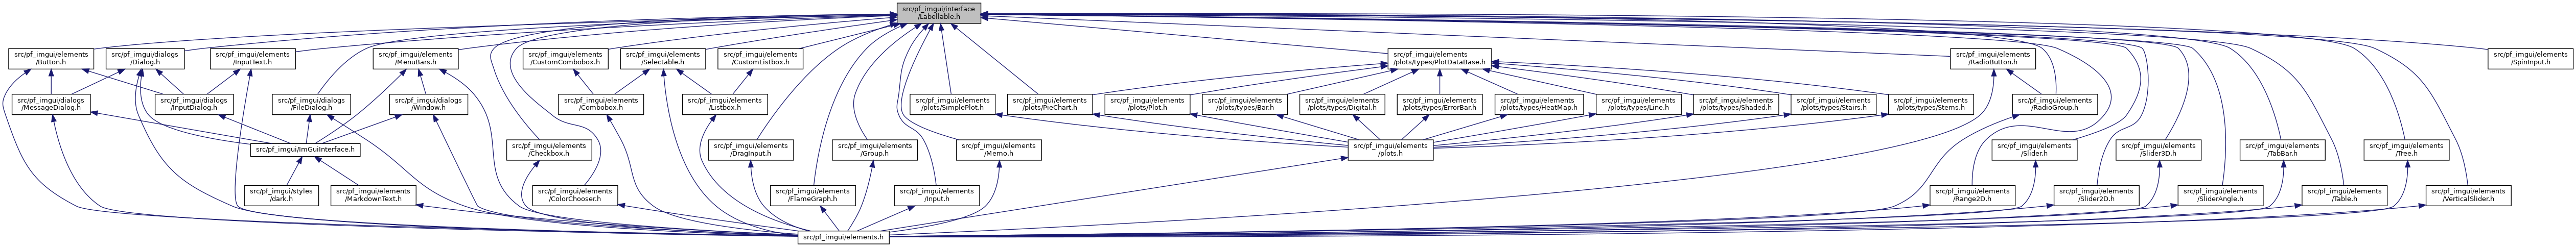 src/pf_imgui/interface
/Labellable.h
src/pf_imgui/elements
/Button.h
src/pf_imgui/dialogs
/Dialog.h
src/pf_imgui/elements
/InputText.h
src/pf_imgui/elements
/MenuBars.h
src/pf_imgui/elements
/CustomCombobox.h
src/pf_imgui/elements
/Selectable.h
src/pf_imgui/elements
/CustomListbox.h
src/pf_imgui/elements
/plots/types/PlotDataBase.h
src/pf_imgui/elements
/RadioButton.h
src/pf_imgui/elements
/SpinInput.h
src/pf_imgui/dialogs
/MessageDialog.h
src/pf_imgui/dialogs
/InputDialog.h
src/pf_imgui/dialogs
/FileDialog.h
src/pf_imgui/dialogs
/Window.h
src/pf_imgui/elements
/Combobox.h
src/pf_imgui/elements
/Listbox.h
src/pf_imgui/elements
/plots/SimplePlot.h
src/pf_imgui/elements
/plots/PieChart.h
src/pf_imgui/elements
/plots/Plot.h
src/pf_imgui/elements
/plots/types/Bar.h
src/pf_imgui/elements
/plots/types/Digital.h
src/pf_imgui/elements
/plots/types/ErrorBar.h
src/pf_imgui/elements
/plots/types/HeatMap.h
src/pf_imgui/elements
/plots/types/Line.h
src/pf_imgui/elements
/plots/types/Shaded.h
src/pf_imgui/elements
/plots/types/Stairs.h
src/pf_imgui/elements
/plots/types/Stems.h
src/pf_imgui/elements
/RadioGroup.h
src/pf_imgui/ImGuiInterface.h
src/pf_imgui/elements
/Checkbox.h
src/pf_imgui/elements
/DragInput.h
src/pf_imgui/elements
/Group.h
src/pf_imgui/elements
/Memo.h
src/pf_imgui/elements
/plots.h
src/pf_imgui/elements
/Slider.h
src/pf_imgui/elements
/Slider3D.h
src/pf_imgui/elements
/TabBar.h
src/pf_imgui/elements
/Tree.h
src/pf_imgui/styles
/dark.h
src/pf_imgui/elements
/MarkdownText.h
src/pf_imgui/elements
/ColorChooser.h
src/pf_imgui/elements
/FlameGraph.h
src/pf_imgui/elements
/Input.h
src/pf_imgui/elements
/Range2D.h
src/pf_imgui/elements
/Slider2D.h
src/pf_imgui/elements
/SliderAngle.h
src/pf_imgui/elements
/Table.h
src/pf_imgui/elements
/VerticalSlider.h
src/pf_imgui/elements.h